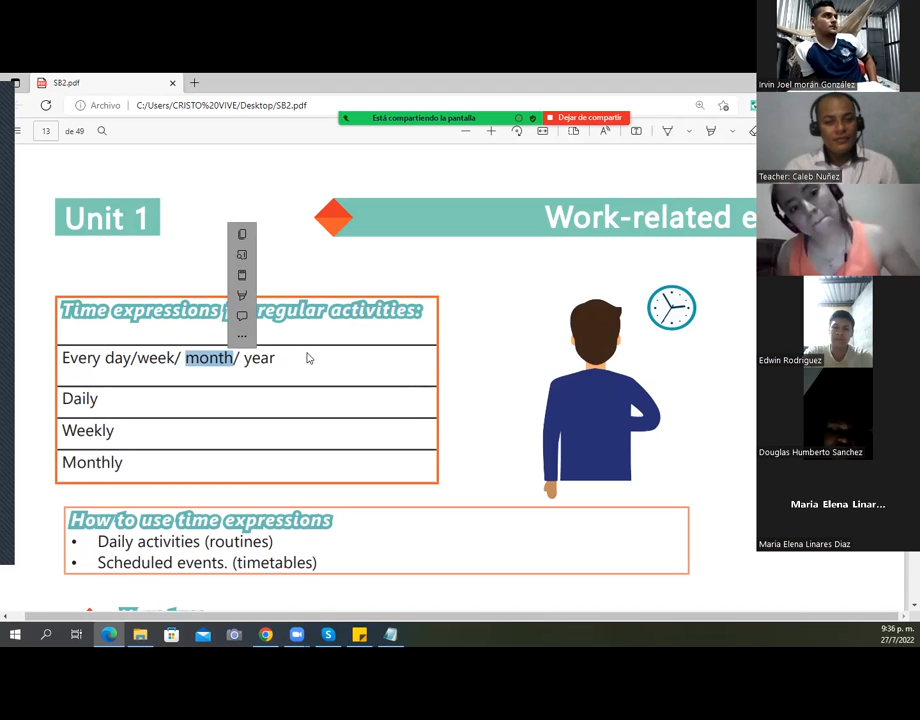 SB2.pdf
Archivo
C:/Users/CRISTO%20VIVE/Desktop/SB2.pdf
Está compartiendo la pantalla
Dejar de compartir
13 de 49
Unit 1
Work-related e
Time expressions f regular activities:
Every day/week/ month/ year
Daily
Weekly
Monthly
How to use time expressions
• Daily activities (routines)
• Scheduled events. (timetables)
Irvin Joel morán González
Teacher: Caleb Nuñez
Edwin Rodriguez
Douglas Humberto Sanchez
Maria Elena Linar...
Maria Elena Linares Diaz
9:36 p. m.
27/7/2022